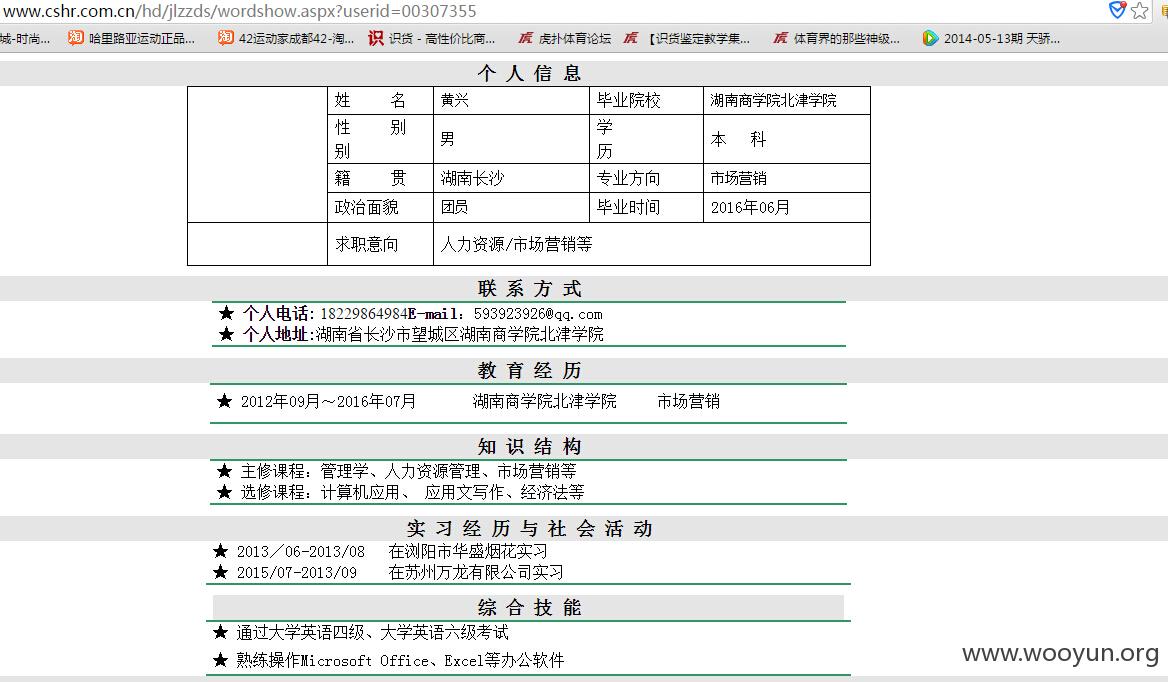 www.cshr.com.cn/hd/jlzzds/wordshow.aspx?userid=00307355
城-时尚... 哈里路亚运动正品... 42运动家成都42-淘... 识货 - 高性价比商... 虎扑体育论坛 【识货鉴定教学集... 体育界的那些神级... 2014-05-13期 天骄...
个 人 信 息
姓 名 黄兴 毕业院校 湖南商学院北津学院
性 别 男 学 本 科
别 历
籍 贯 湖南长沙 专业方向 市场营销
政治面貌 团员 毕业时间 2016年06月
求职意向 人力资源/市场营销等
联 系 方 式
★ 个人电话: 18229864984E-mail: 593923926@qq.com
★ 个人地址:湖南省长沙市望城区湖南商学院北津学院
教 育 经 历
★ 2012年09月～2016年07月 湖南商学院北津学院 市场营销
知 识 结 构
★ 主修课程：管理学、人力资源管理、市场营销等
★ 选修课程：计算机应用、 应用文写作、经济法等
实 习 经 历 与 社 会 活 动
★ 2013／06-2013/08 在浏阳市华盛烟花实习
★ 2015/07-2013/09 在苏州万龙有限公司实习
综 合 技 能
★ 通过大学英语四级、大学英语六级考试
★ 熟练操作Microsoft Office、Excel等办公软件
www.wooyun.org